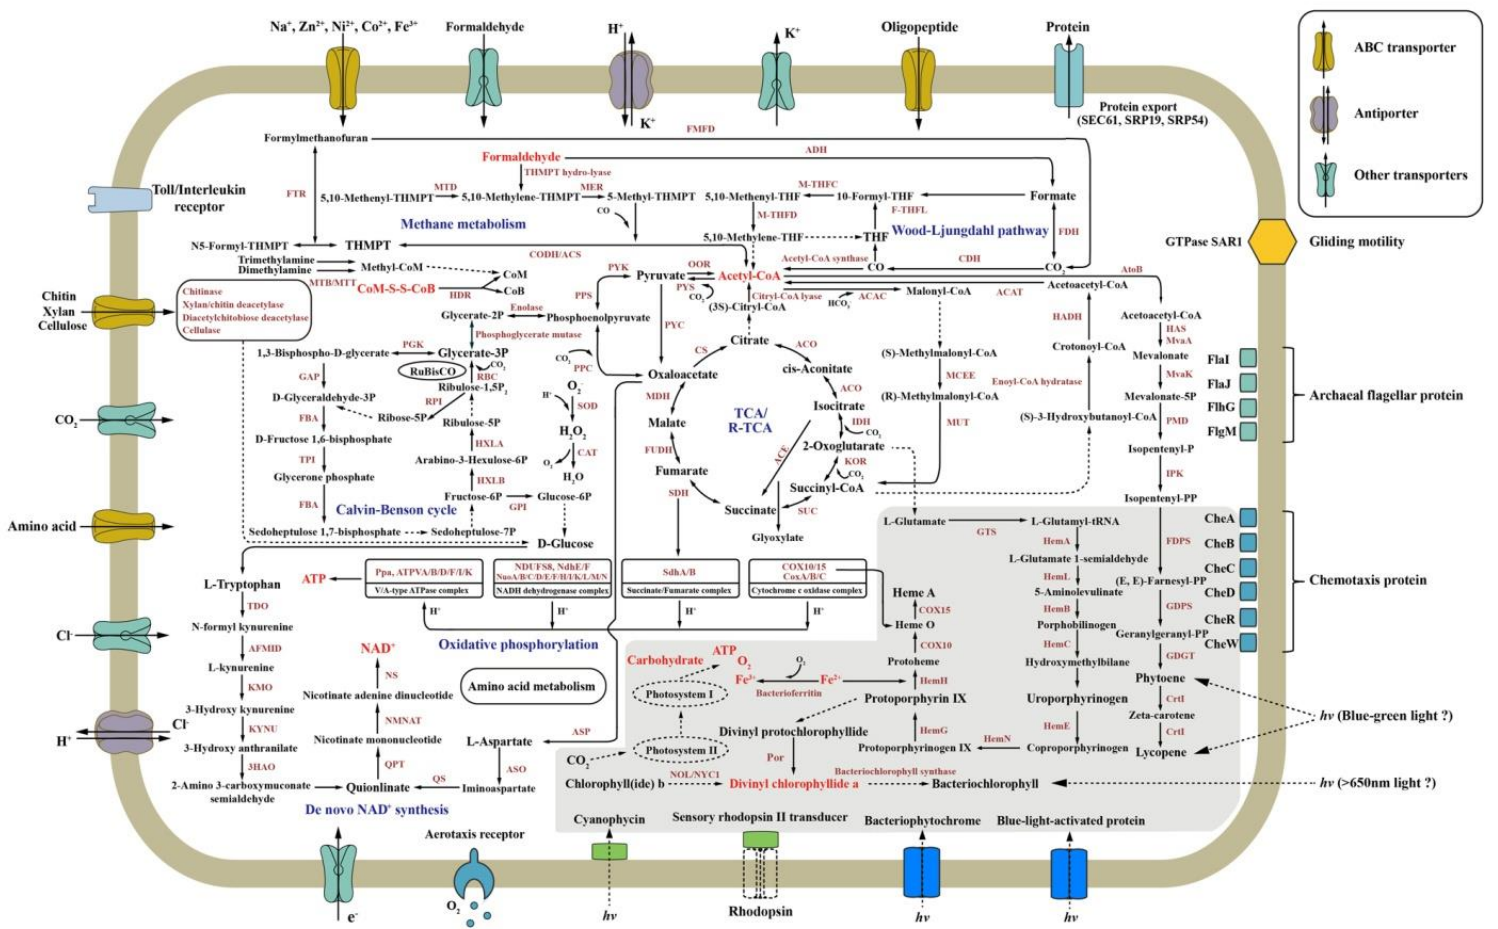 Na⁺, Zn²⁺, Ni²⁺, Co²⁺, Fe³⁺
Formaldehyde
H⁺
K⁺
K⁺
Oligopeptide
Protein
Protein export
(SEC61, SRP19, SRP54)
ABC transporter
Antiporter
Other transporters
Formylmethanofuran
FMFD
Formaldehyde
ADH
THMPT hydro-lyase
FTR
5,10-Methenyl-THMPT
MTD
5,10-Methylene-THMPT
MER
5-Methyl-THMPT
5,10-Methenyl-THF
M-THFC
10-Formyl-THF
Formate
Toll/Interleukin
receptor
CO
M-THFD
F-THFL
Methane metabolism
5,10-Methylene-THF
THF
Wood-Ljungdahl pathway
FDH
N5-Formyl-THMPT
THMPT
CODH/ACS
Acetyl-CoA synthase
CO
CDH
CO₂
GTPase SAR1
Gliding motility
Trimethylamine
Dimethylamine
MTB/MTT
Methyl-CoM
CoM
CoB
CoM-S-S-CoB
HDR
PYK
Pyruvate
OOR
PYS
CO₂
Acetyl-CoA
Citryl-CoA lyase
(3S)-Citryl-CoA
HCO₃⁻
ACAC
Malonyl-CoA
ACAT
Acetoacetyl-CoA
AtoB
Acetoacetyl-CoA
HAS
MvaA
Mevalonate
MvaK
Mevalonate-5P
PMD
Isopentenyl-P
IPK
Isopentenyl-PP
Chitin
Xylan
Cellulose
Chitinase
Xylan/chitin deacetylase
Diacetylchitobiose deacetylase
Cellulase
Glycerate-2P
Enolase
Phosphoenolpyruvate
PPS
PYC
Phosphoglycerate mutase
1,3-Bisphospho-D-glycerate
PGK
Glycerate-3P
RuBisCO
RBC
CO₂
CO₂
PPC
Oxaloacetate
CS
Citrate
ACO
cis-Aconitate
ACO
Isocitrate
IDH
CO₂
2-Oxoglutarate
KOR
CO₂
Succinyl-CoA
SUC
Succinate
SDH
Fumarate
FUDH
Malate
MDH
TCA/
R-TCA
ACE
Glyoxylate
(S)-Methylmalonyl-CoA
MCEE
(R)-Methylmalonyl-CoA
MUT
HADH
Crotonoyl-CoA
Enoyl-CoA hydratase
(S)-3-Hydroxybutanoyl-CoA
FlaI
FlaJ
FlhG
FlgM
Archaeal flagellar protein
GAP
D-Glyceraldehyde-3P
Ribulose-1,5P₂
RPI
Ribose-5P
Ribulose-5P
FBA
D-Fructose 1,6-bisphosphate
HXLA
Arabino-3-Hexulose-6P
TPI
Glycerone phosphate
HXLB
Fructose-6P
GPI
Glucose-6P
FBA
Calvin-Benson cycle
Sedoheptulose 1,7-bisphosphate
Sedoheptulose-7P
D-Glucose
O₂⁻
H⁺
SOD
H₂O₂
O₂
CAT
H₂O
CO₂
Amino acid
Cl⁻
H⁺
Cl⁻
L-Tryptophan
TDO
N-formyl kynurenine
AFMID
L-kynurenine
KMO
3-Hydroxy kynurenine
KYNU
3-Hydroxy anthranilate
3HAO
2-Amino 3-carboxymuconate
semialdehyde
ATP
Ppa, ATPVA/B/D/F/I/K
V/A-type ATPase complex
NDUFS8, NdhE/F
NuoA/B/C/D/E/F/H/I/K/L/M/N
NADH dehydrogenase complex
SdhA/B
Succinate/Fumarate complex
COX10/15
CoxA/B/C
Cytochrome c oxidase complex
H⁺
H⁺
H⁺
H⁺
Oxidative phosphorylation
NAD⁺
NS
Nicotinate adenine dinucleotide
NMNAT
Nicotinate mononucleotide
QPT
Quionlinate
QS
Iminoaspartate
ASO
L-Aspartate
ASP
Amino acid metabolism
De novo NAD⁺ synthesis
L-Glutamate
GTS
L-Glutamyl-tRNA
HemA
L-Glutamate 1-semialdehyde
HemL
5-Aminolevulinate
HemB
Porphobilinogen
HemC
Hydroxymethylbilane
Uroporphyrinogen
HemE
Coproporphyrinogen
HemN
Protoporphyrinogen IX
HemG
Protoporphyrin IX
HemH
Protoheme
COX10
Heme O
COX15
Heme A
FDPS
(E, E)-Farnesyl-PP
GDPS
Geranylgeranyl-PP
GDGT
Phytoene
CrtI
Zeta-carotene
CrtI
Lycopene
CheA
CheB
CheC
CheD
CheR
CheW
Chemotaxis protein
Carbohydrate
ATP
O₂
Fe³⁺
O₂
Fe²⁺
Bacterioferritin
Photosystem I
Photosystem II
CO₂
Divinyl protochlorophyllide
Por
Chlorophyll(ide) b
NOL/NYC1
Divinyl chlorophyllide a
Bacteriochlorophyll synthase
Bacteriochlorophyll
hv (Blue-green light ?)
hv (>650nm light ?)
e⁻
Aerotaxis receptor
O₂
Cyanophycin
hv
Sensory rhodopsin II transducer
Rhodopsin
Bacteriophytochrome
hv
Blue-light-activated protein
hv